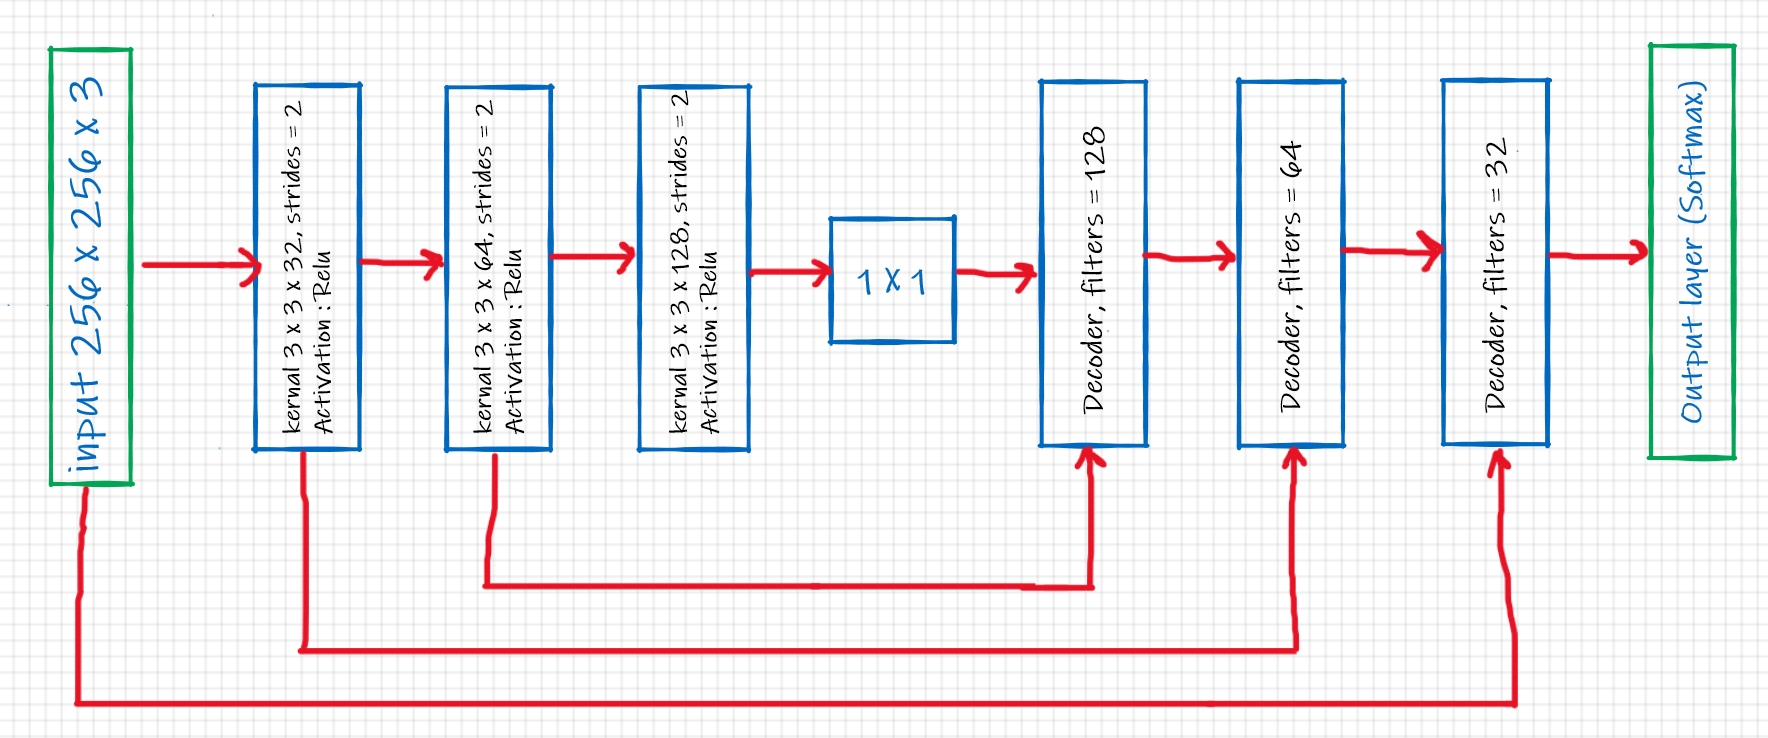 input 256 x 256 x 3
kernal 3 x 3 x 32, strides = 2
Activation : Relu
kernal 3 x 3 x 64, strides = 2
Activation : Relu
kernal 3 x 3 x 128, strides = 2
Activation : Relu
1 X 1
Decoder, filters = 128
Decoder, filters = 64
Decoder, filters = 32
Output layer (Softmax)